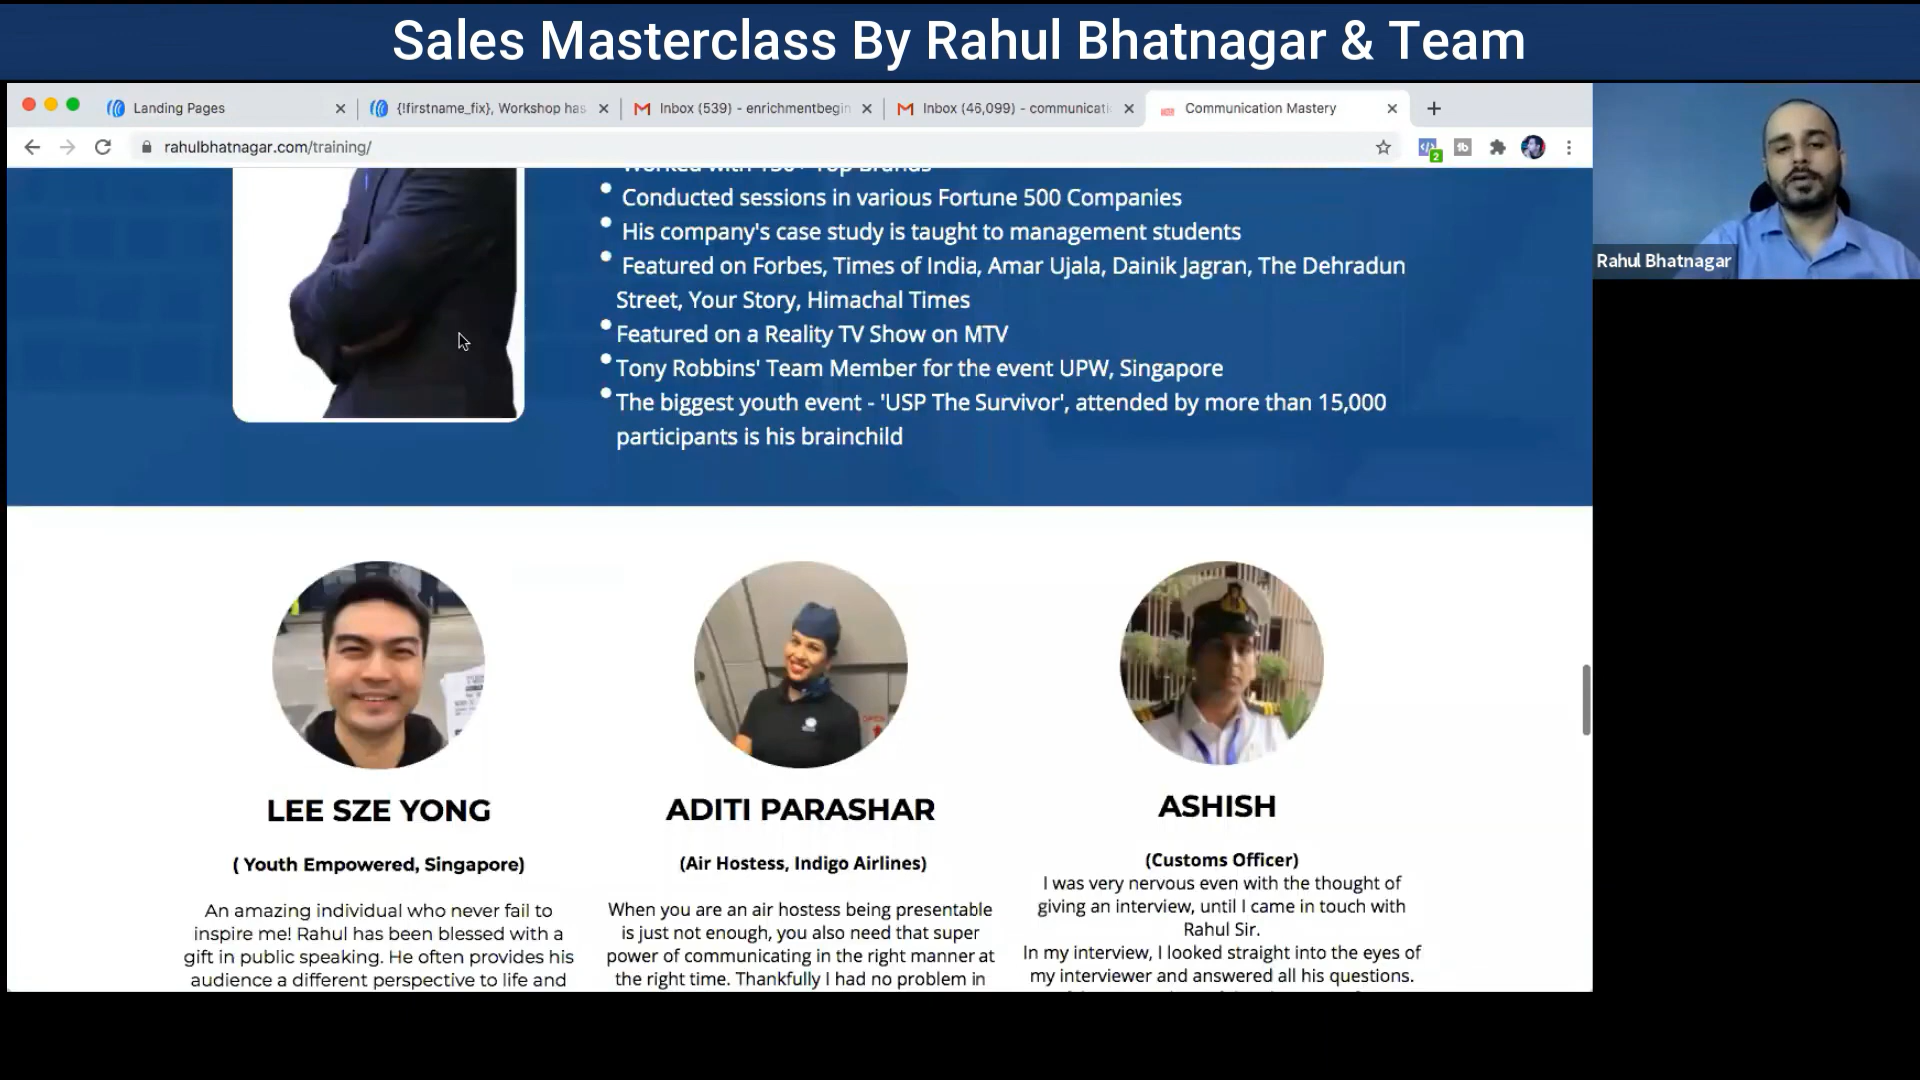 Sales Masterclass By Rahul Bhatnagar & Team
Landing Pages
{!firstname_fix}, Workshop has
Inbox (539) - enrichmentbegin
Inbox (46,099) - communicati
Communication Mastery
rahulbhatnagar.com/training/
2
Rahul Bhatnagar
Conducted sessions in various Fortune 500 Companies
His company's case study is taught to management students
Featured on Forbes, Times of India, Amar Ujala, Dainik Jagran, The Dehradun
Street, Your Story, Himachal Times
Featured on a Reality TV Show on MTV
Tony Robbins' Team Member for the event UPW, Singapore
The biggest youth event - 'USP The Survivor', attended by more than 15,000
participants is his brainchild
LEE SZE YONG
( Youth Empowered, Singapore)
An amazing individual who never fail to
inspire me! Rahul has been blessed with a
gift in public speaking. He often provides his
audience a different perspective to life and
ADITI PARASHAR
(Air Hostess, Indigo Airlines)
When you are an air hostess being presentable
is just not enough, you also need that super
power of communicating in the right manner at
the right time. Thankfully I had no problem in
ASHISH
(Customs Officer)
I was very nervous even with the thought of
giving an interview, until I came in touch with
Rahul Sir.
In my interview, I looked straight into the eyes of
my interviewer and answered all his questions.